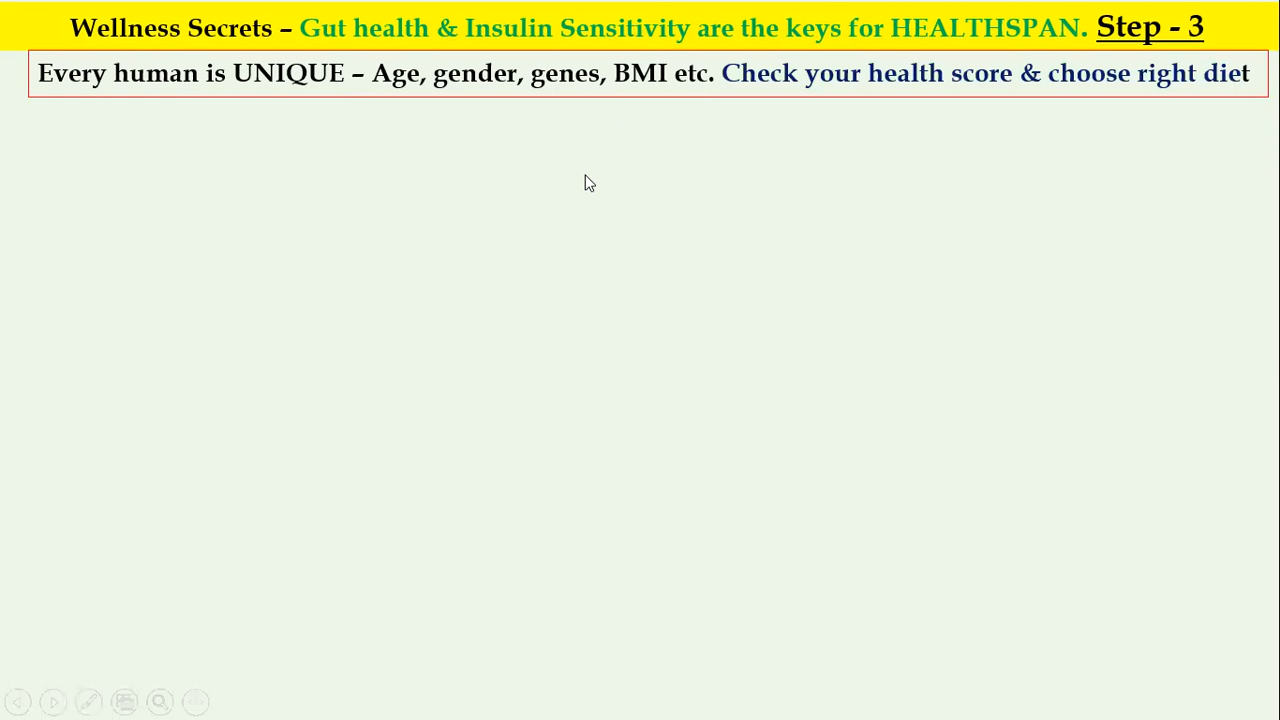 Wellness Secrets – Gut health & Insulin Sensitivity are the keys for HEALTHSPAN. Step - 3
Every human is UNIQUE – Age, gender, genes, BMI etc. Check your health score & choose right diet